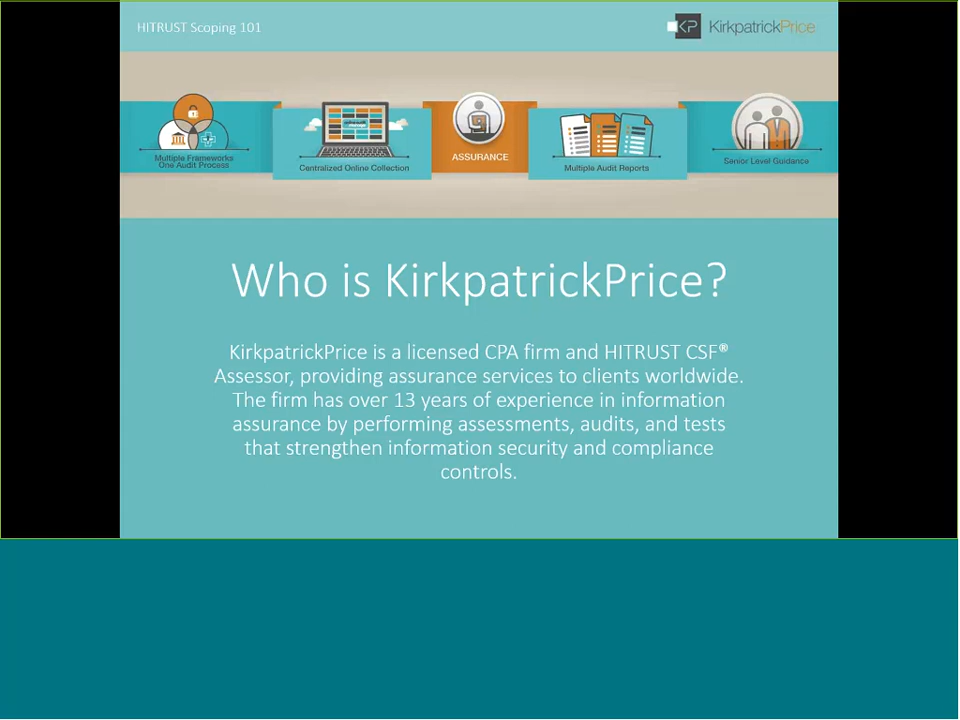 HITRUST Scoping 101
KP KirkpatrickPrice
Multiple Frameworks
One Audit Process
Centralized Online Collection
ASSURANCE
Multiple Audit Reports
Senior Level Guidance
Who is KirkpatrickPrice?
KirkpatrickPrice is a licensed CPA firm and HITRUST CSF®
Assessor, providing assurance services to clients worldwide.
The firm has over 13 years of experience in information
assurance by performing assessments, audits, and tests
that strengthen information security and compliance
controls.